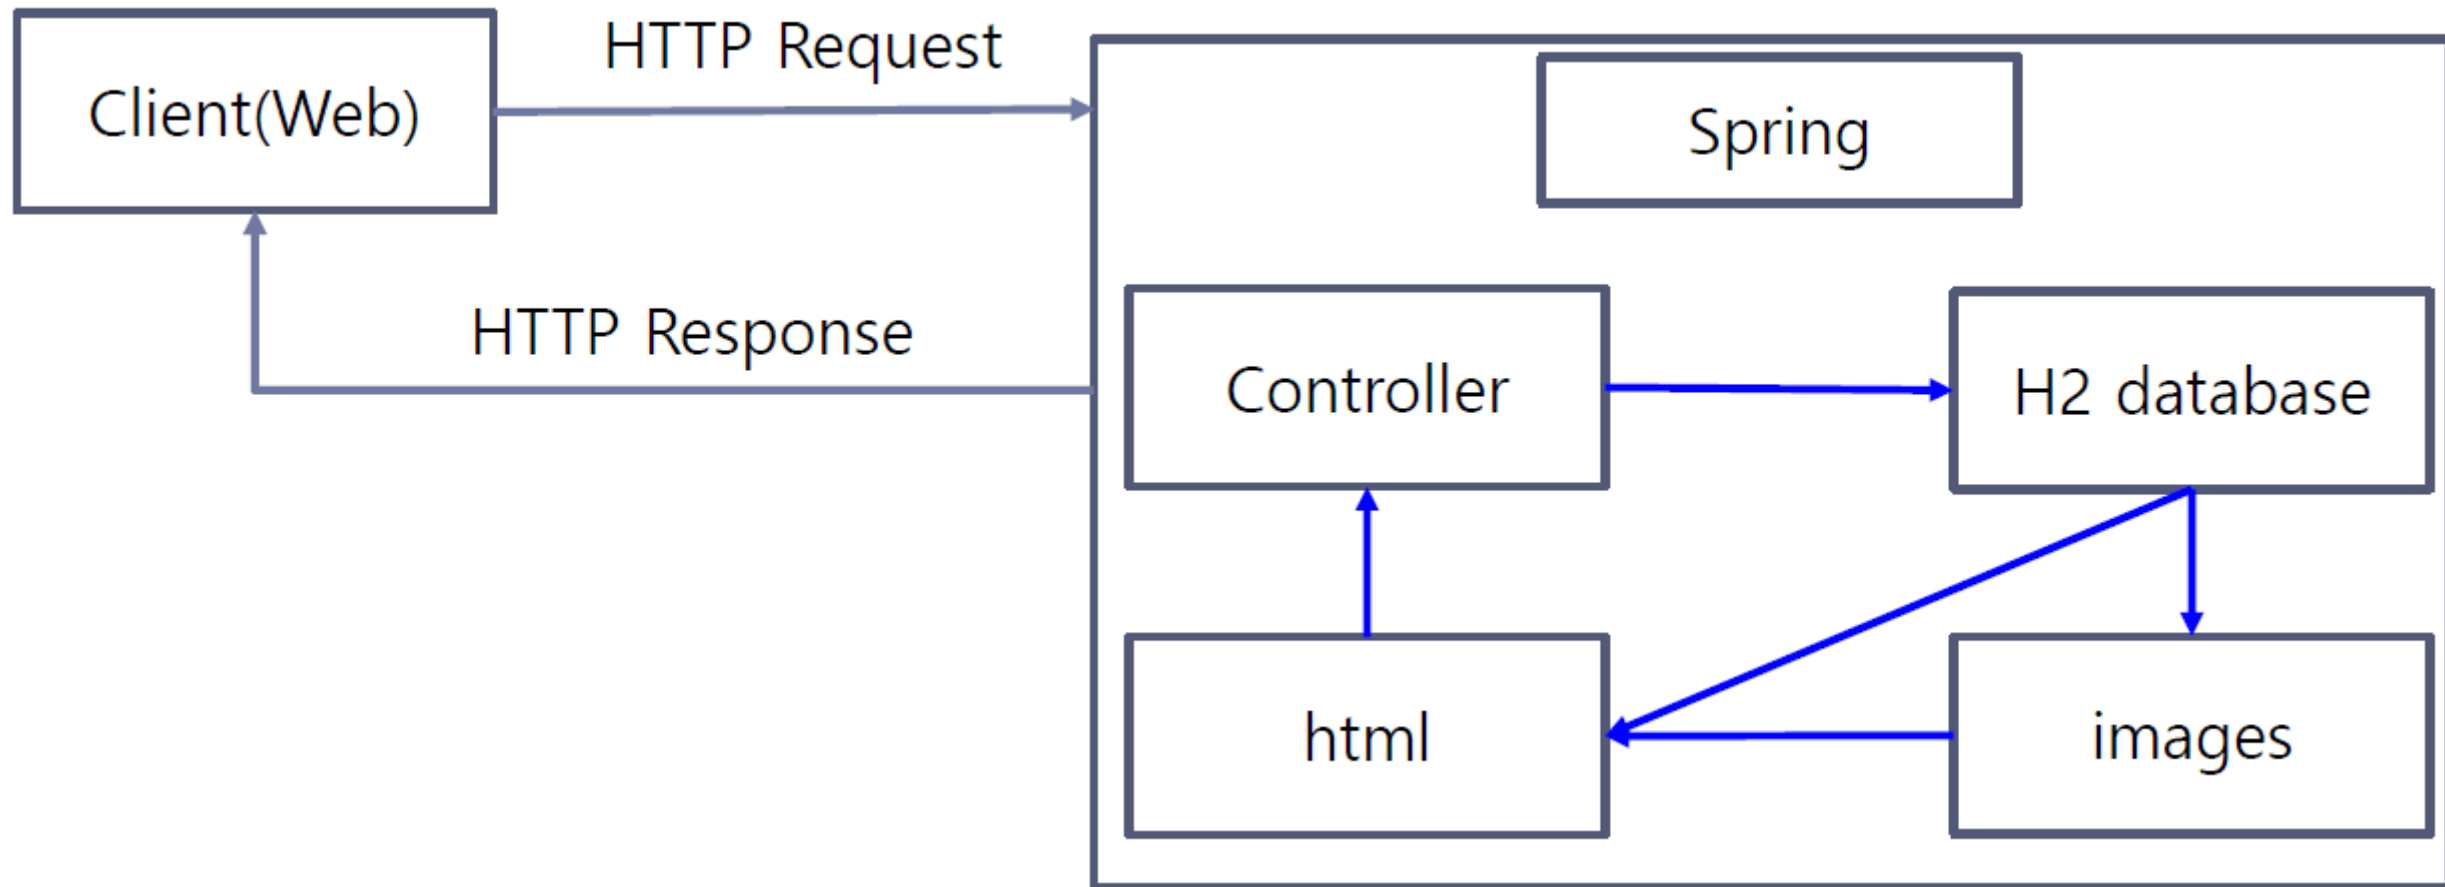 HTTP Request
Client(Web)
Spring
HTTP Response
Controller
H2 database
html
images